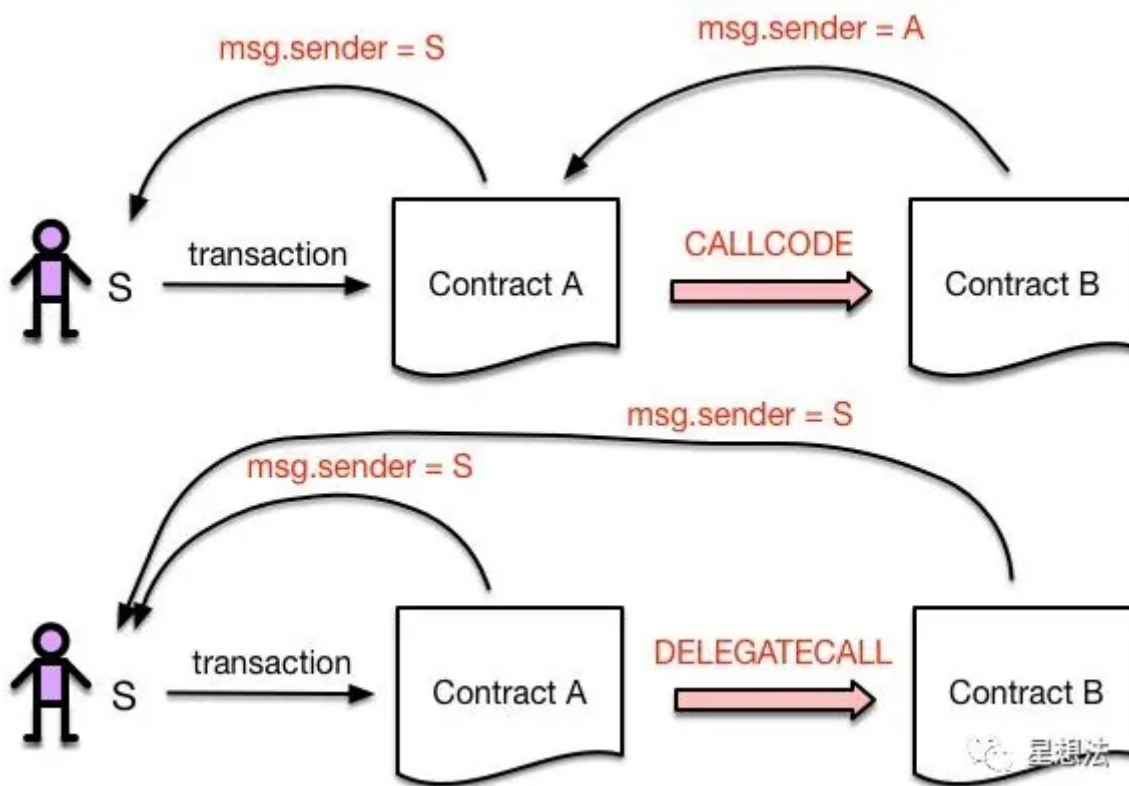 msg.sender = S
msg.sender = A
S
transaction
Contract A
CALLCODE
Contract B
msg.sender = S
msg.sender = S
S
transaction
Contract A
DELEGATECALL
Contract B
星想法